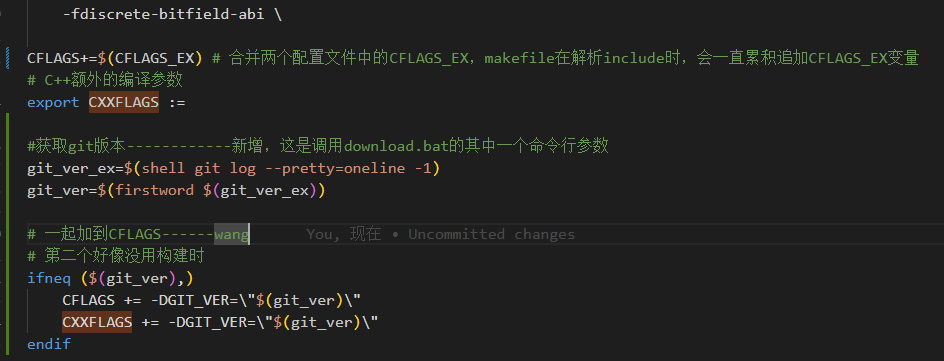 -fdiscrete-bitfield-abi \
CFLAGS+=$(CFLAGS_EX) # 合并两个配置文件中的CFLAGS_EX, makefile在解析include时, 会一直累积追加CFLAGS_EX变量
# C++额外的编译参数
export CXXFLAGS :=
#获取git版本------------新增, 这是调用download.bat的其中一个命令行参数
git_ver_ex=$(shell git log --pretty=oneline -1)
git_ver=$(firstword $(git_ver_ex))
# 一起加到CFLAGS------wang You, 现在 • Uncommitted changes
# 第二个好像没用构建时
ifneq ($(git_ver),)
CFLAGS += -DGIT_VER=\"$(git_ver)\"
CXXFLAGS += -DGIT_VER=\"$(git_ver)\"
endif